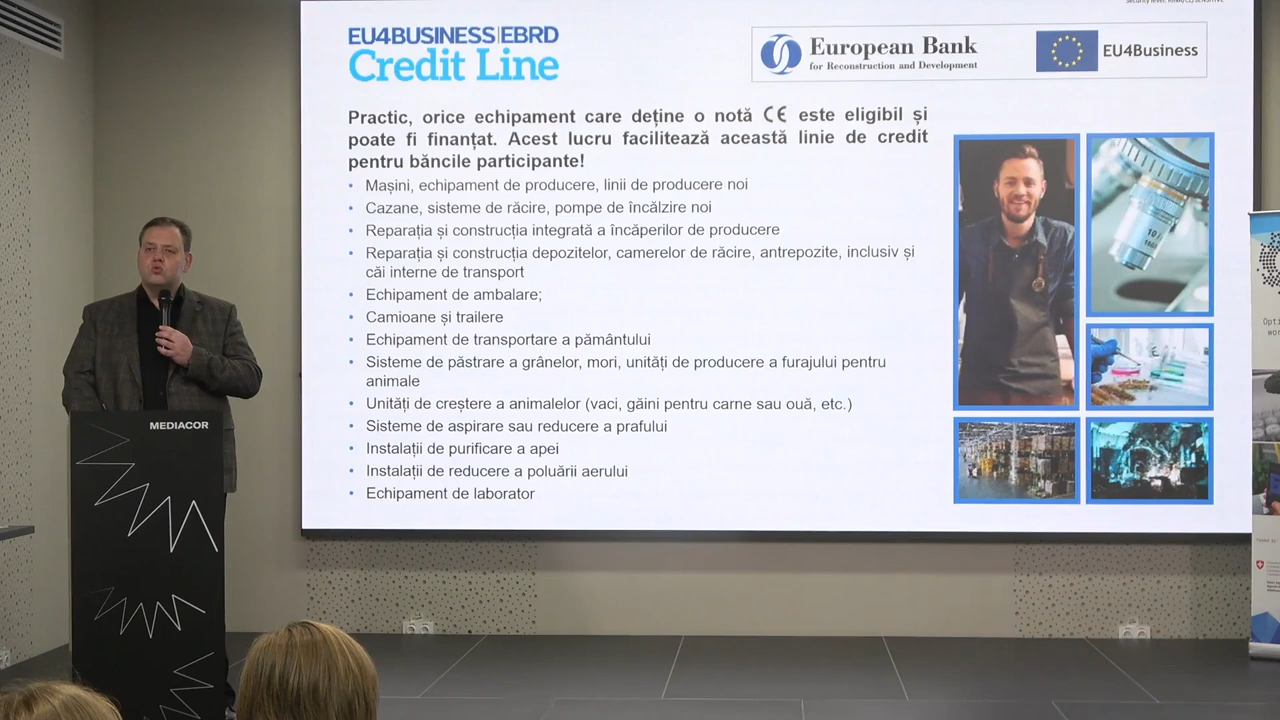 EU4BUSINESS|EBRD
Credit Line
European Bank
for Reconstruction and Development
EU4Business
Practic, orice echipament care deține o notă CE este eligibil și
poate fi finanțat. Acest lucru facilitează această linie de credit
pentru băncile participante!
• Mașini, echipament de producere, linii de producere noi
• Cazane, sisteme de răcire, pompe de încălzire noi
• Reparația și construcția integrată a încăperilor de producere
• Reparația și construcția depozitelor, camerelor de răcire, antrepozite, inclusiv și
căi interne de transport
• Echipament de ambalare;
• Camioane și trailere
• Echipament de transportare a pământului
• Sisteme de păstrare a grânelor, mori, unități de producere a furajului pentru
animale
• Unități de creștere a animalelor (vaci, găini pentru carne sau ouă, etc.)
• Sisteme de aspirare sau reducere a prafului
• Instalații de purificare a apei
• Instalații de reducere a poluării aerului
• Echipament de laborator
MEDIACOR